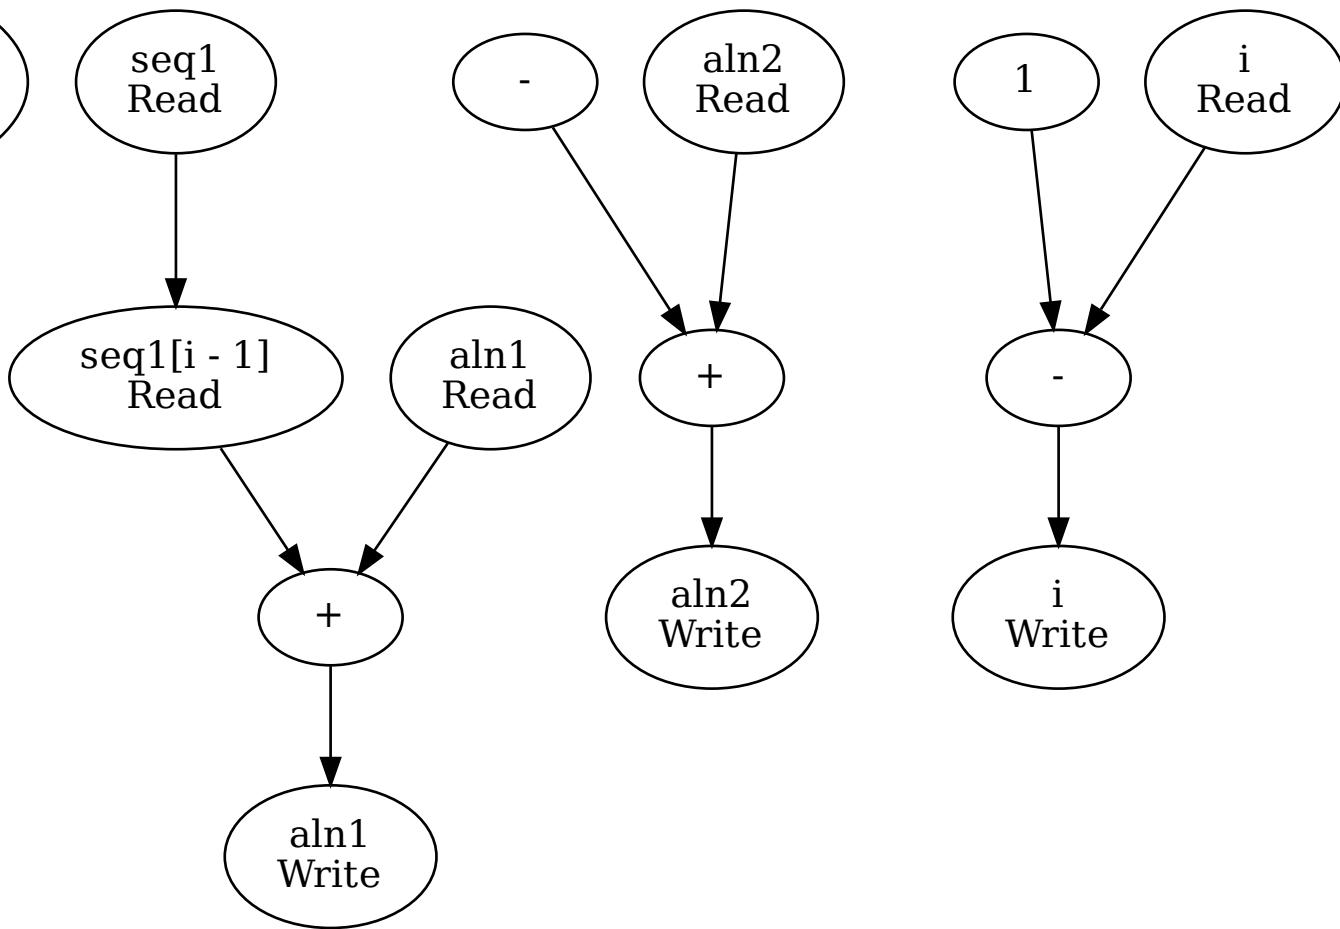 seq1
Read
-
aln2
Read
1
i
Read
seq1[i - 1]
Read
aln1
Read
+
-
+
aln2
Write
i
Write
aln1
Write